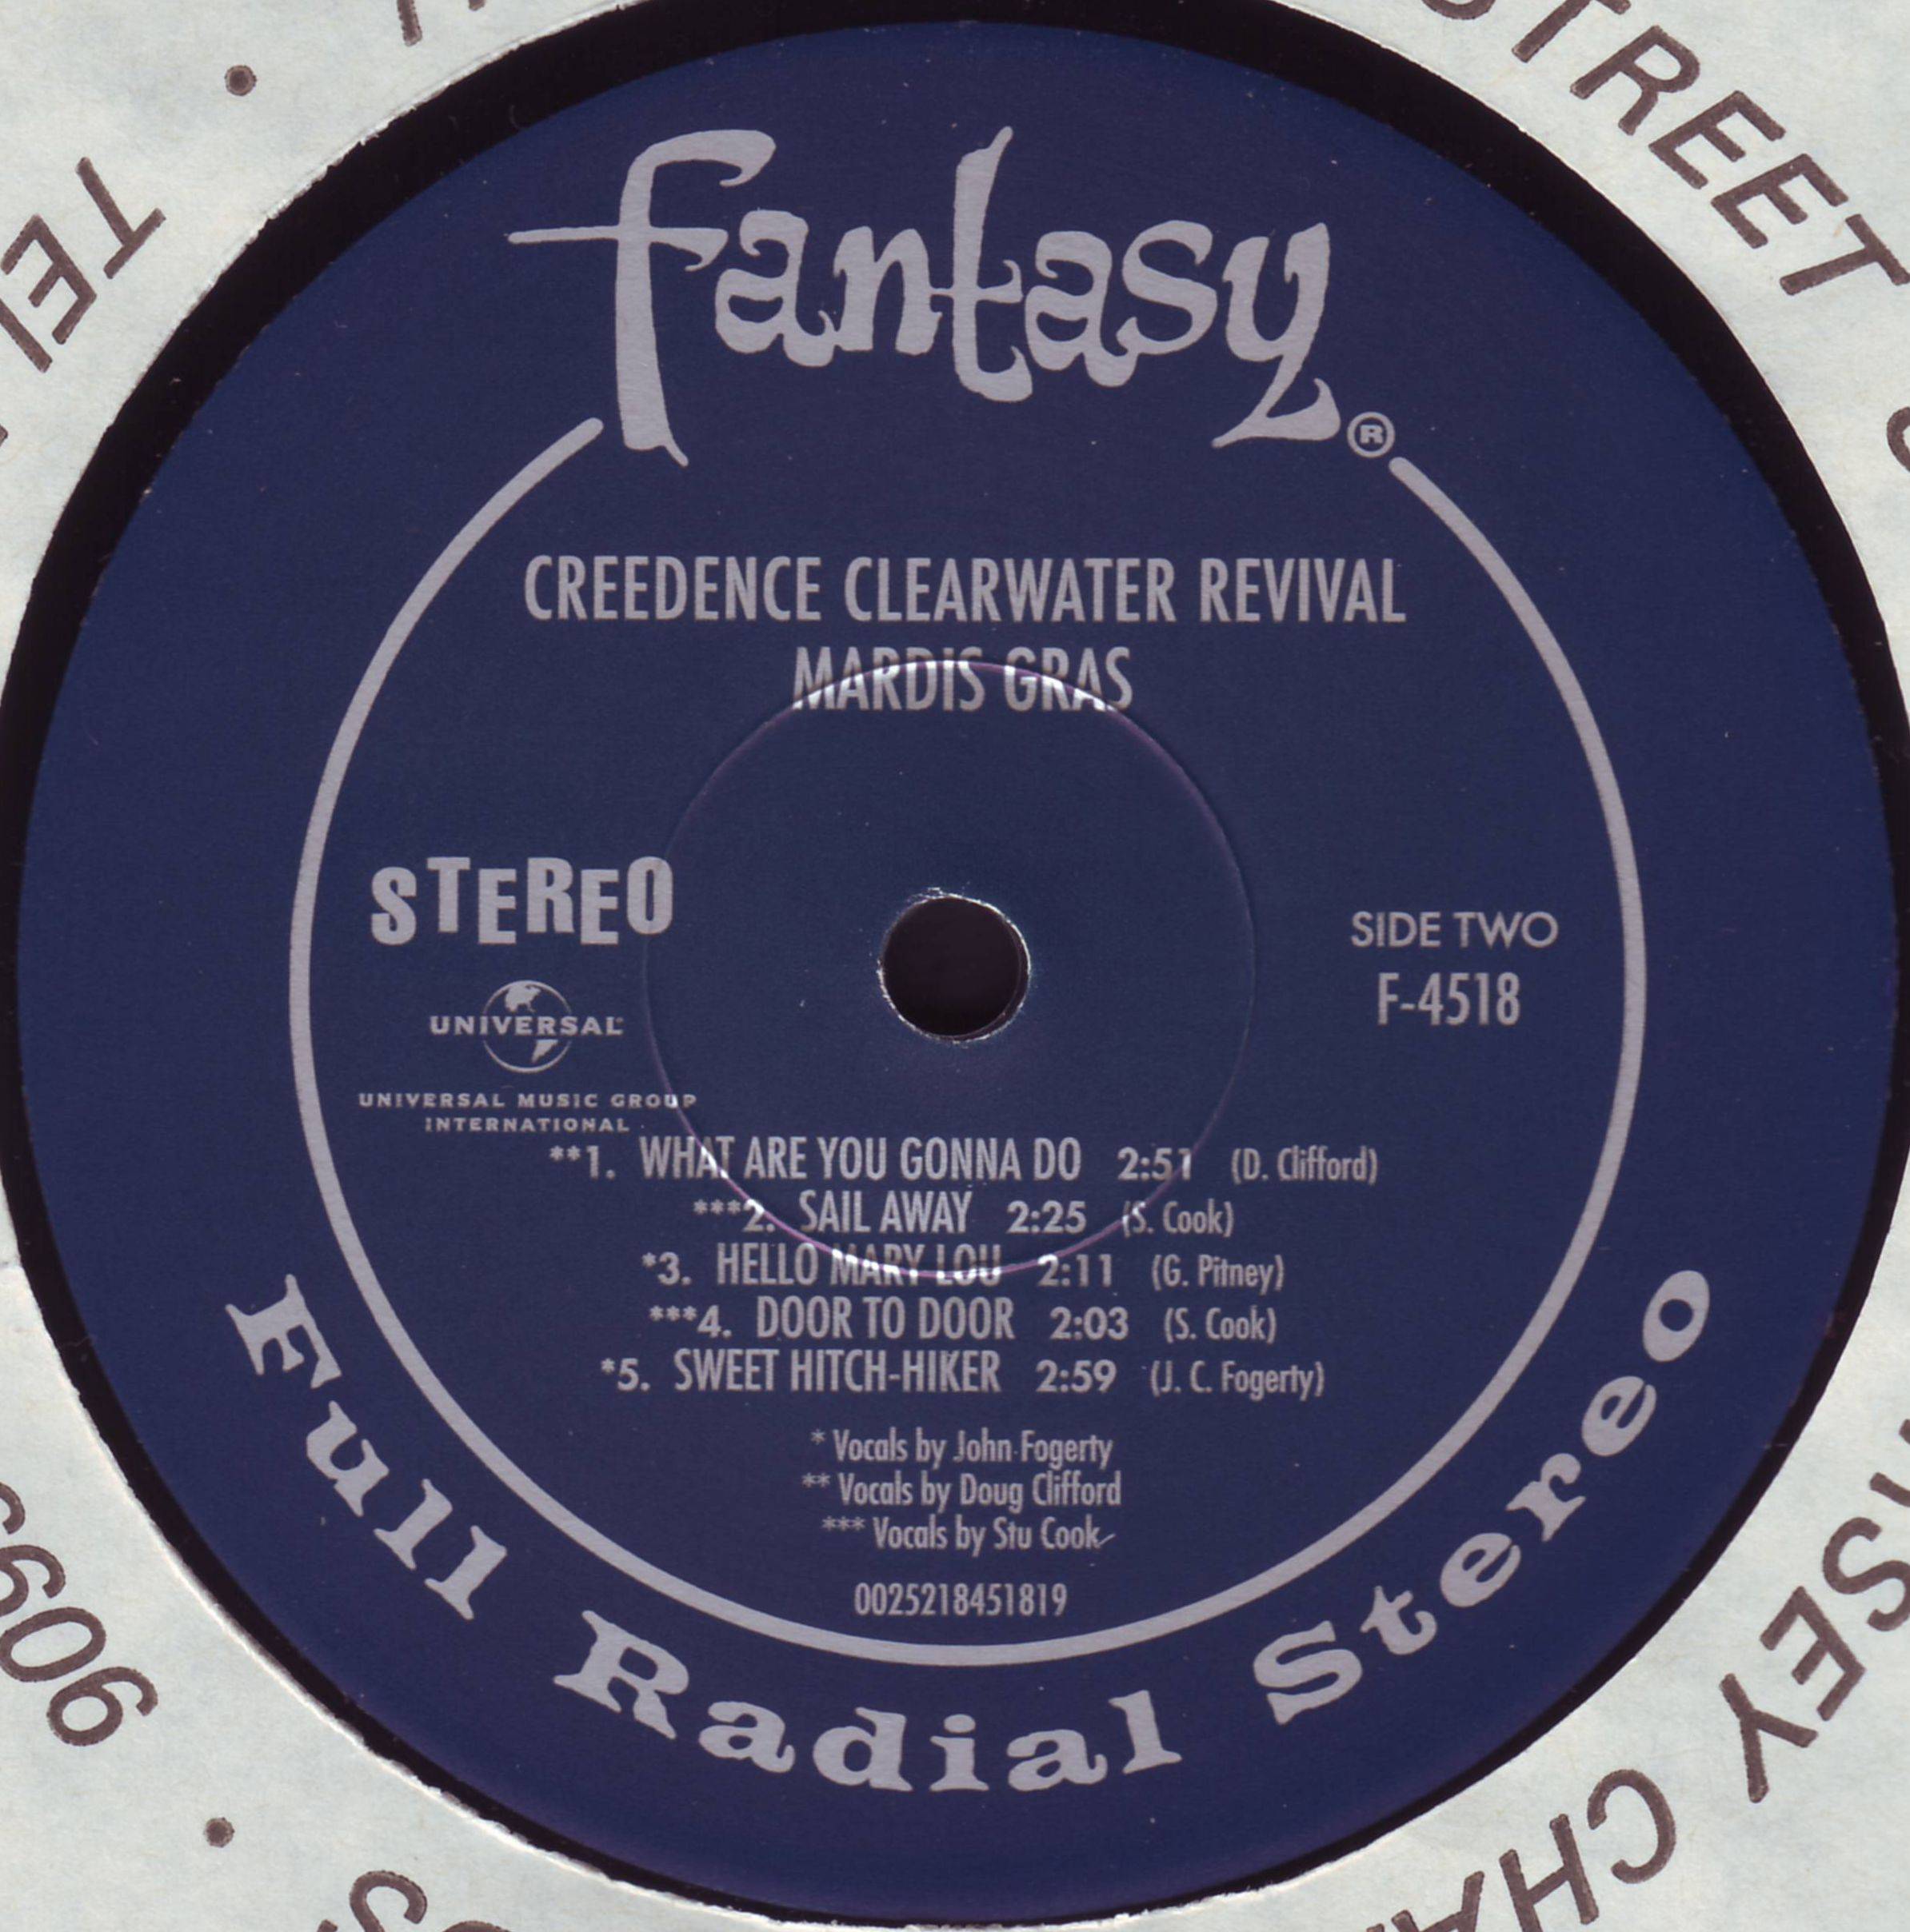 fantasy®
CREEDENCE CLEARWATER REVIVAL
MARDIS GRAS
STEREO
SIDE TWO
F-4518
UNIVERSAL
UNIVERSAL MUSIC GROUP
INTERNATIONAL
**1. WHAT ARE YOU GONNA DO 2:51 (D. Clifford)
***2. SAIL AWAY 2:25 (S. Cook)
*3. HELLO MARY LOU 2:11 (G. Pitney)
***4. DOOR TO DOOR 2:03 (S. Cook)
*5. SWEET HITCH-HIKER 2:59 (J. C. Fogerty)
* Vocals by John Fogerty
** Vocals by Doug Clifford
*** Vocals by Stu Cook
0025218451819
Full Radial Stereo
STREET
TEL